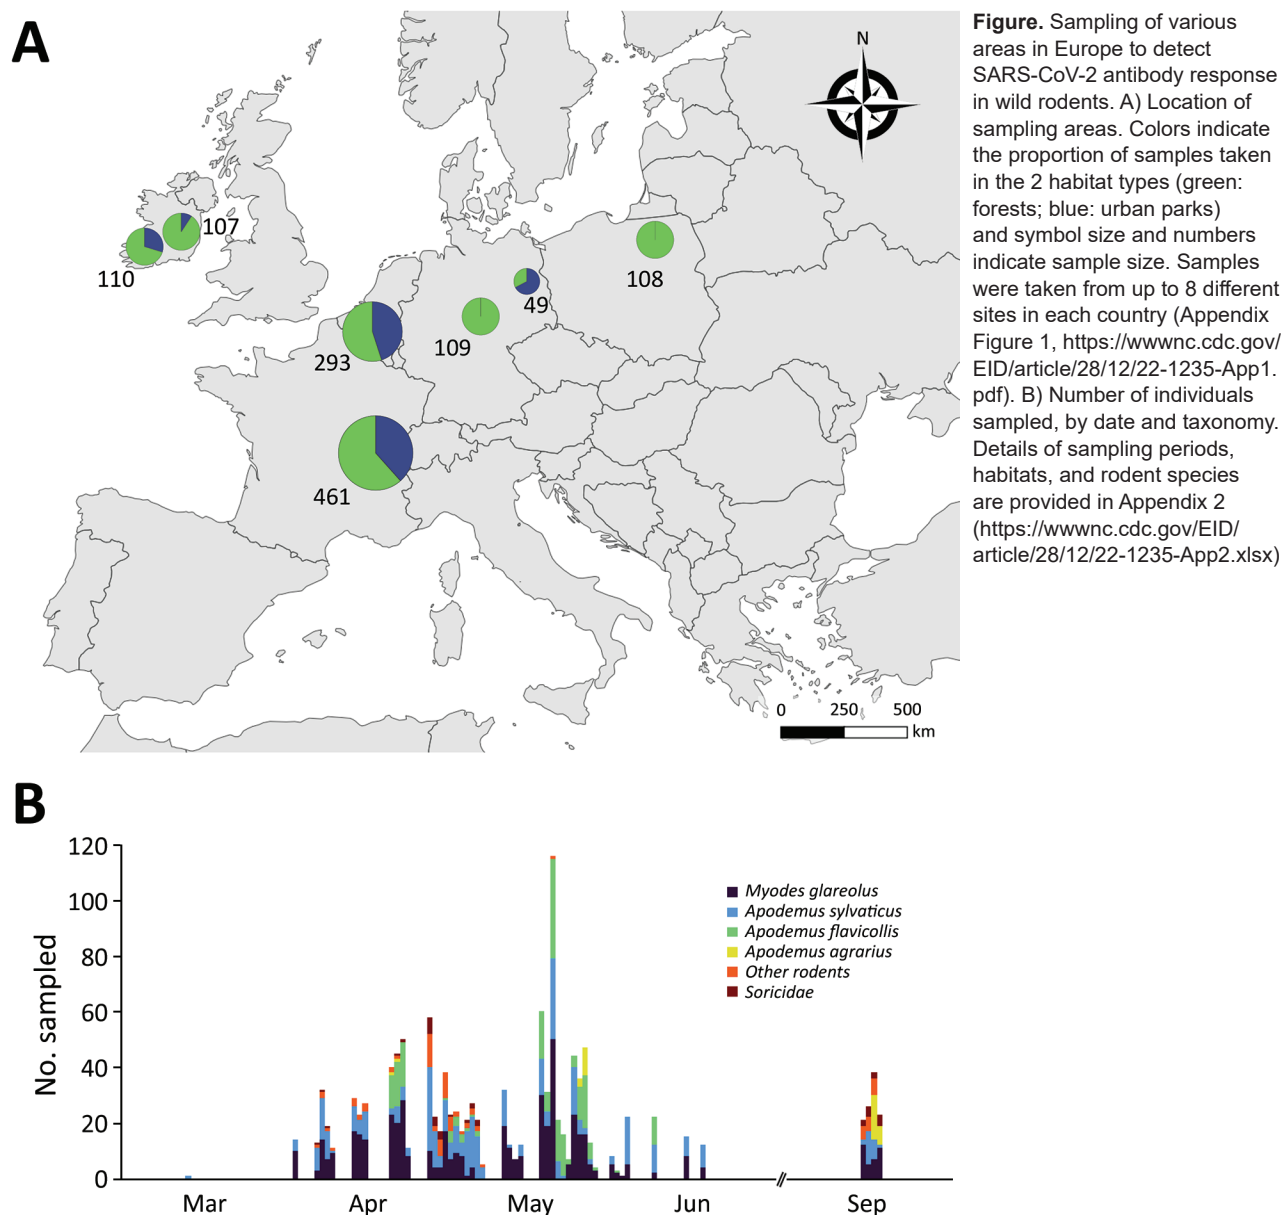 A
N
107
110
108
49
293
109
461
0 250 500
km
Figure. Sampling of various
areas in Europe to detect
SARS-CoV-2 antibody response
in wild rodents. A) Location of
sampling areas. Colors indicate
the proportion of samples taken
in the 2 habitat types (green:
forests; blue: urban parks)
and symbol size and numbers
indicate sample size. Samples
were taken from up to 8 different
sites in each country (Appendix
Figure 1, https://wwwnc.cdc.gov/
EID/article/28/12/22-1235-App1.
pdf). B) Number of individuals
sampled, by date and taxonomy.
Details of sampling periods,
habitats, and rodent species
are provided in Appendix 2
(https://wwwnc.cdc.gov/EID/
article/28/12/22-1235-App2.xlsx)
B
No. sampled
120
100
80
60
40
20
0
Myodes glareolus
Apodemus sylvaticus
Apodemus flavicollis
Apodemus agrarius
Other rodents
Soricidae
Mar Apr May Jun // Sep